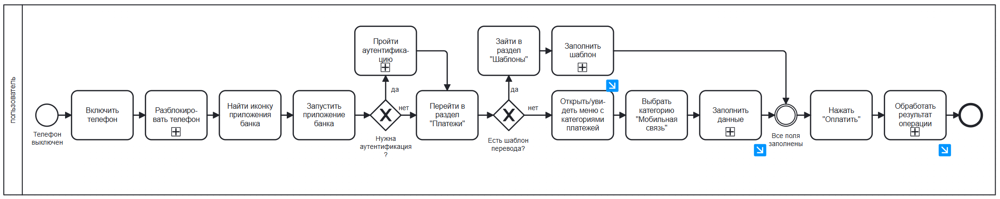 пользователь
Телефон
выключен
Включить
телефон
Разблокиро-
вать телефон
Найти иконку
приложения
банка
Запустить
приложение
банка
Нужна
аутентификация
?
да
нет
Пройти
аутентифика-
цию
Перейти в
раздел
"Платежи"
Есть шаблон
перевода?
да
нет
Зайти в
раздел
"Шаблоны"
Заполнить
шаблон
Открыть/уви-
деть меню с
категориями
платежей
Выбрать
категорию
"Мобильная
связь"
Заполнить
данные
Все поля
заполнены
Нажать
"Оплатить"
Обработать
результат
операции